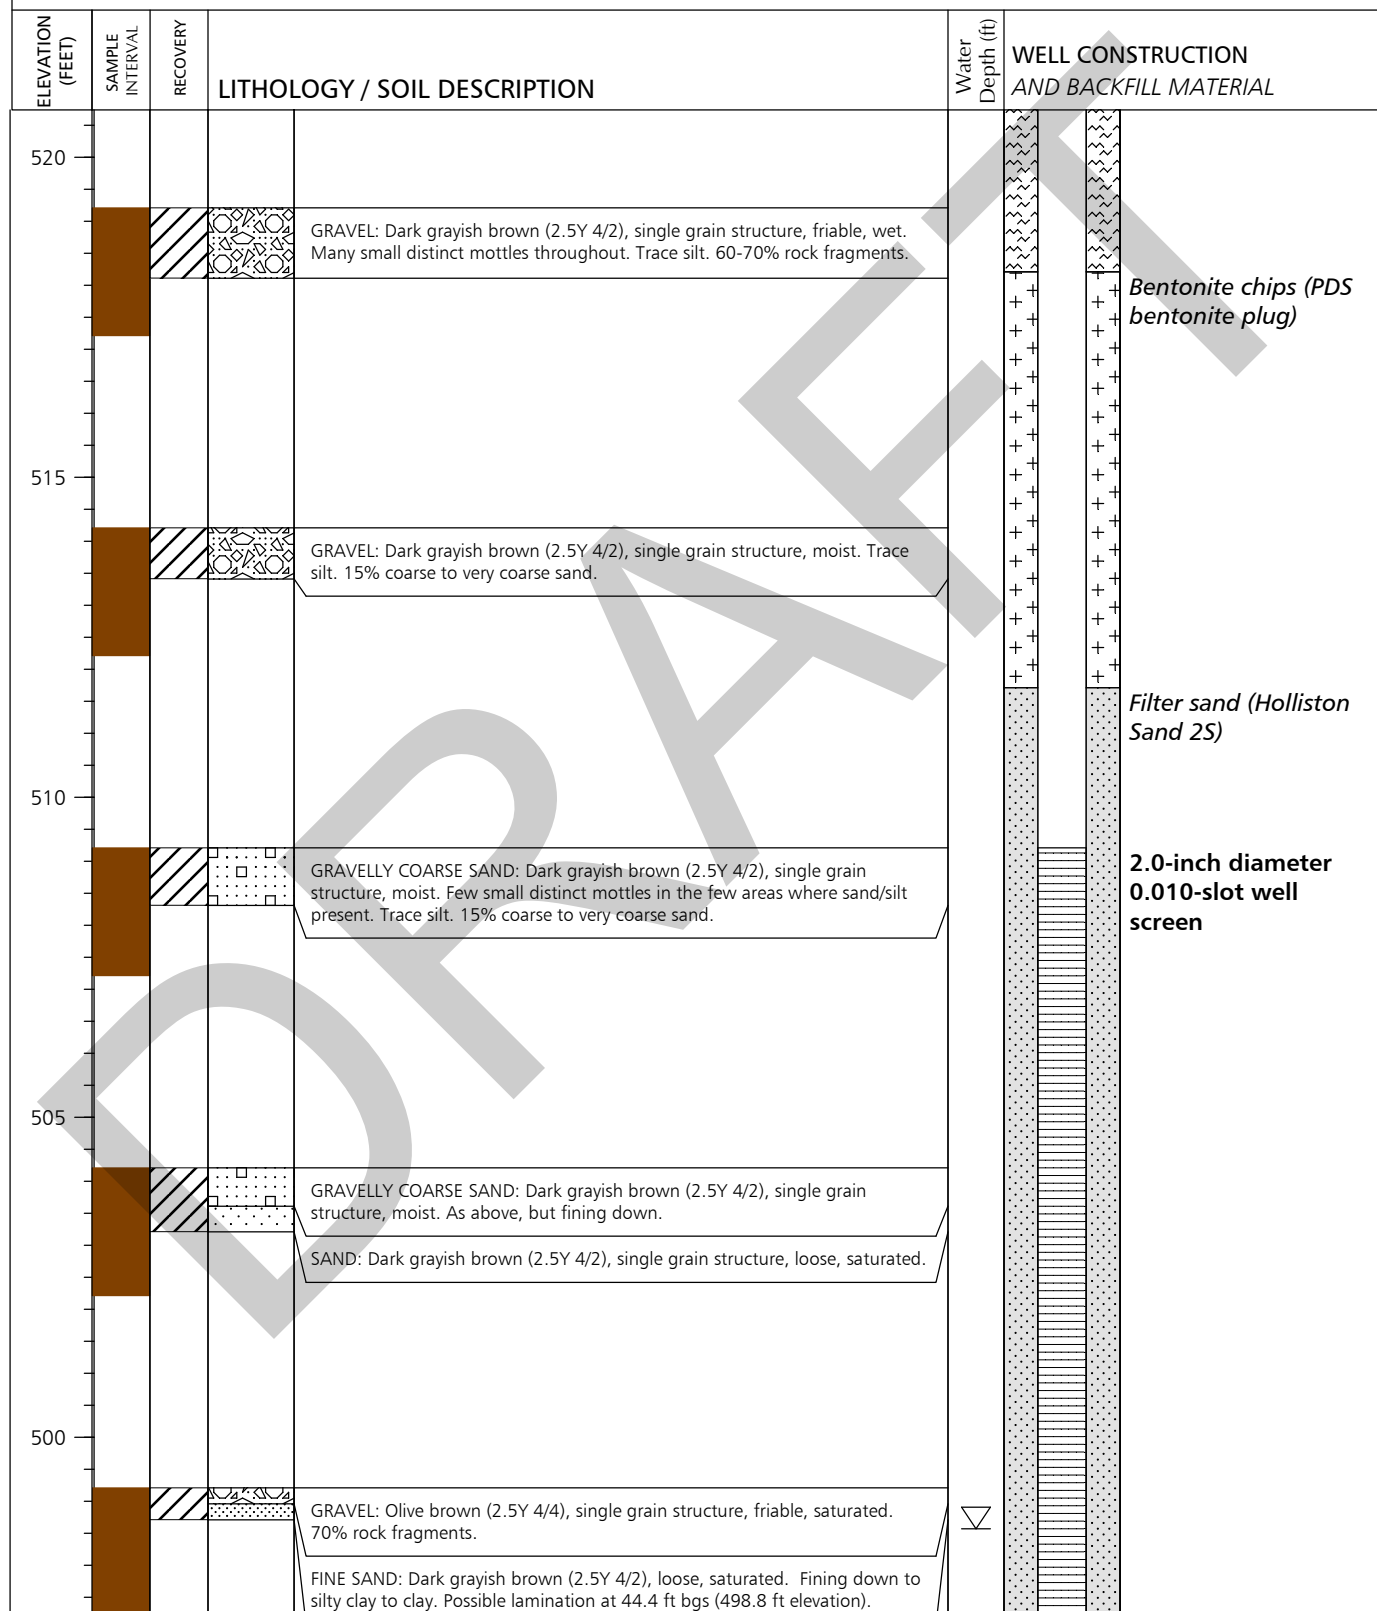 ELEVATION
(FEET)
SAMPLE
INTERVAL
RECOVERY
LITHOLOGY / SOIL DESCRIPTION
Water
Depth (ft)
WELL CONSTRUCTION
AND BACKFILL MATERIAL
520
GRAVEL: Dark grayish brown (2.5Y 4/2), single grain structure, friable, wet.
Many small distinct mottles throughout. Trace silt. 60-70% rock fragments.
Bentonite chips (PDS
bentonite plug)
515
GRAVEL: Dark grayish brown (2.5Y 4/2), single grain structure, moist. Trace
silt. 15% coarse to very coarse sand.
Filter sand (Holliston
Sand 2S)
510
GRAVELLY COARSE SAND: Dark grayish brown (2.5Y 4/2), single grain
structure, moist. Few small distinct mottles in the few areas where sand/silt
present. Trace silt. 15% coarse to very coarse sand.
2.0-inch diameter
0.010-slot well
screen
505
GRAVELLY COARSE SAND: Dark grayish brown (2.5Y 4/2), single grain
structure, moist. As above, but fining down.
SAND: Dark grayish brown (2.5Y 4/2), single grain structure, loose, saturated.
500
GRAVEL: Olive brown (2.5Y 4/4), single grain structure, friable, saturated.
70% rock fragments.
FINE SAND: Dark grayish brown (2.5Y 4/2), loose, saturated.  Fining down to
silty clay to clay. Possible lamination at 44.4 ft bgs (498.8 ft elevation).
DRAFT